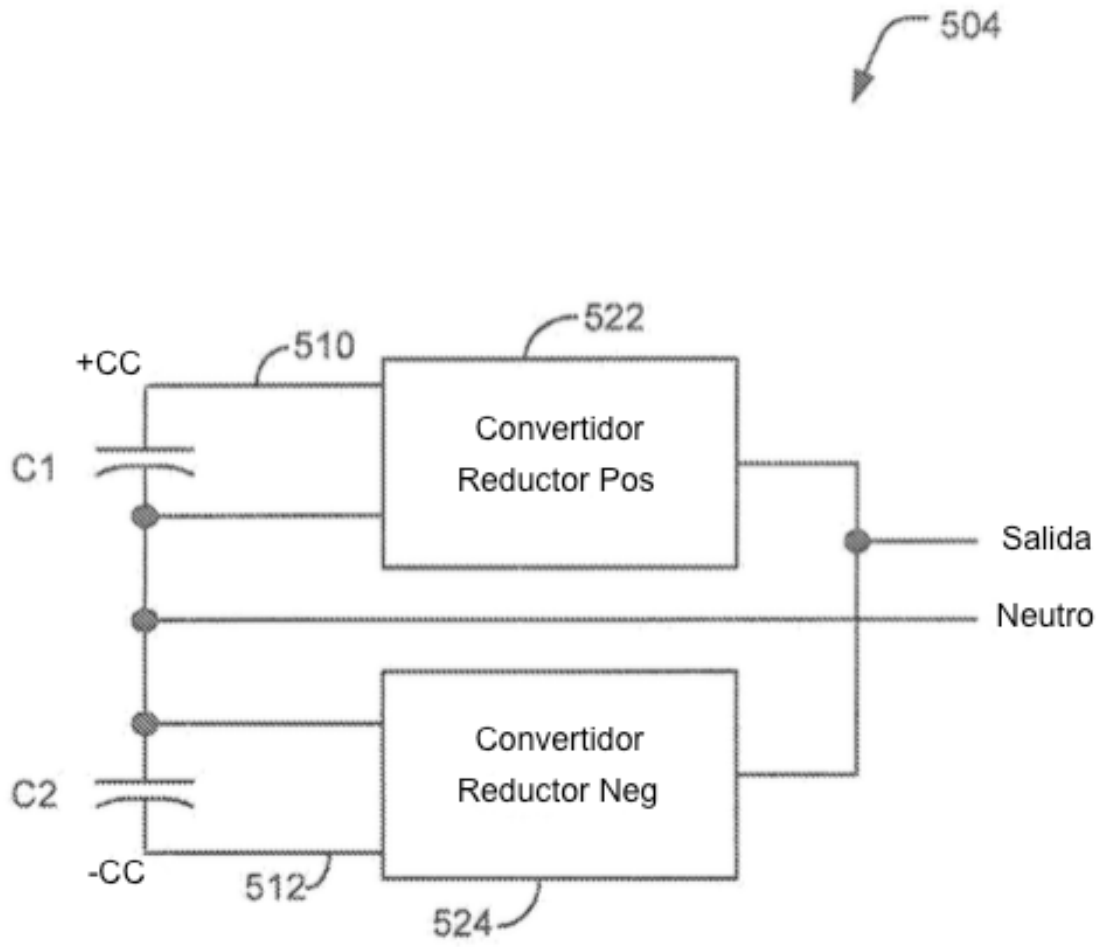 504
522
510
+CC
Convertidor
Reductor Pos
C1
Salida
Neutro
Convertidor
Reductor Neg
C2
-CC
512
524